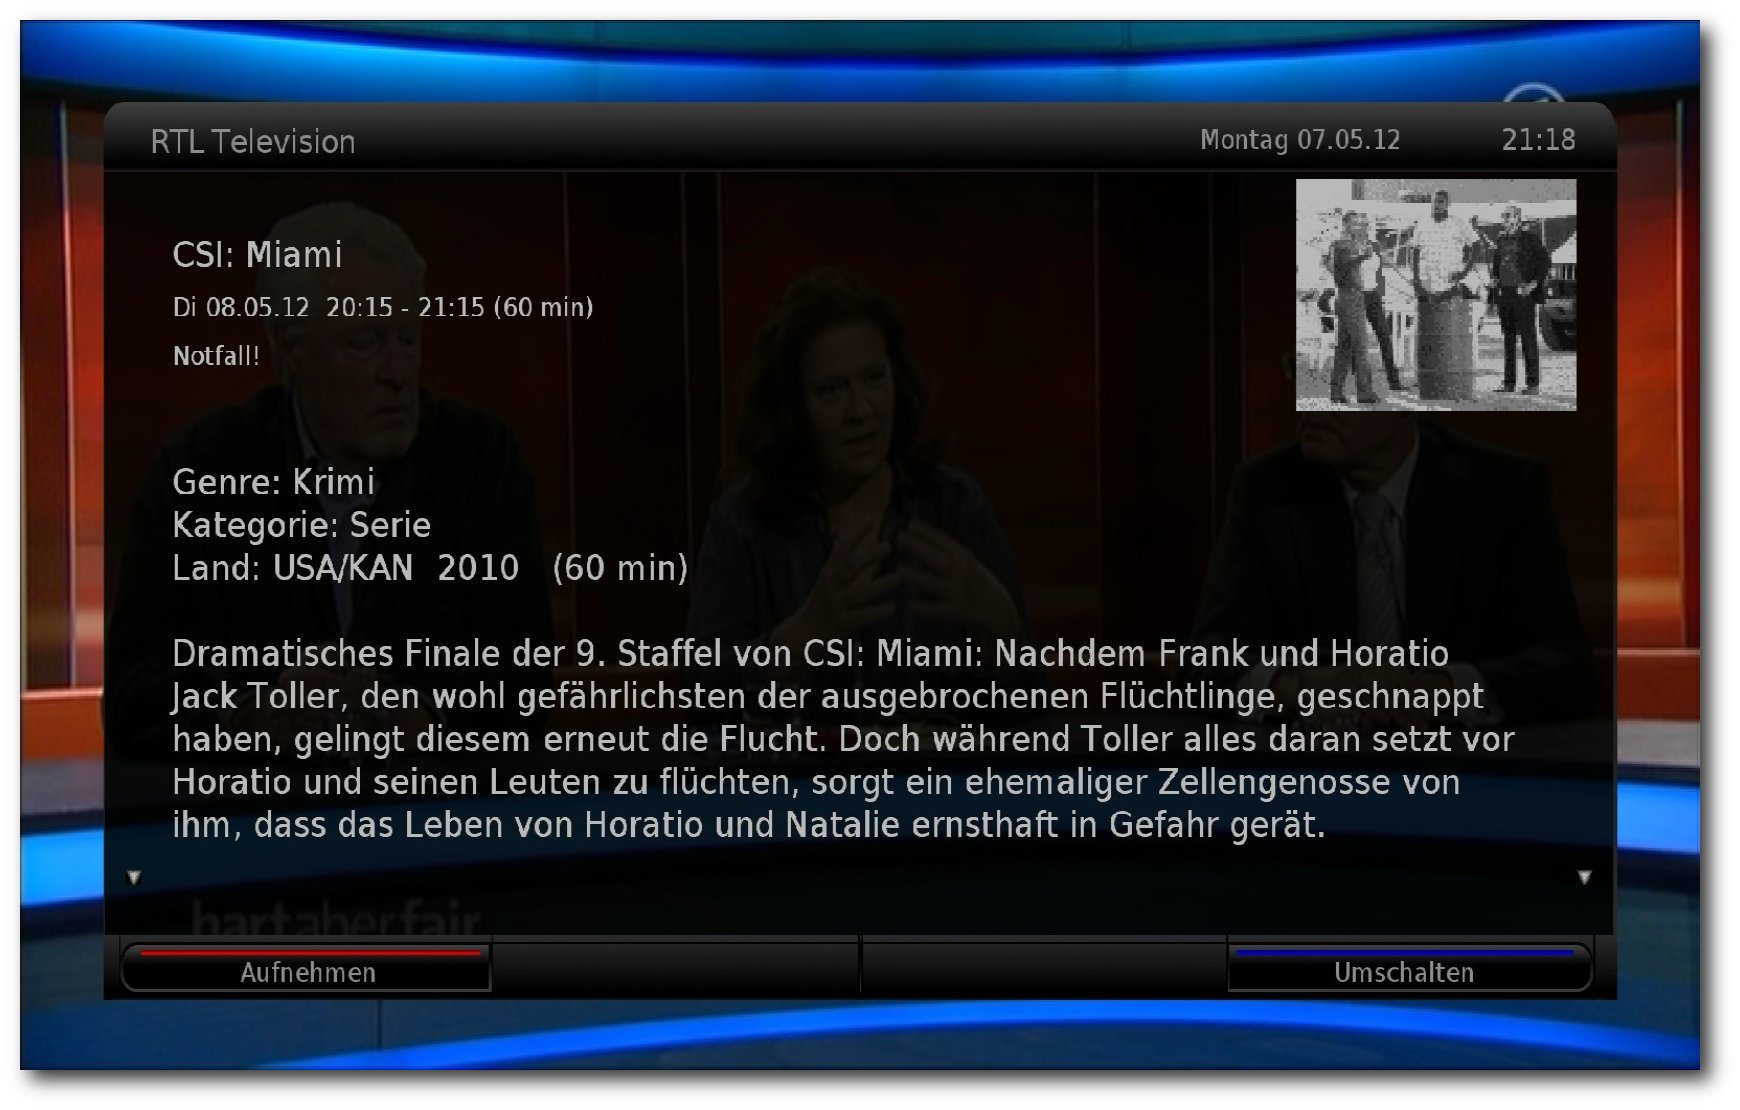 RTL Television
Montag 07.05.12
21:18
CSI: Miami
Di 08.05.12 20:15 - 21:15 (60 min)
Notfall!
Genre: Krimi
Kategorie: Serie
Land: USA/KAN 2010 (60 min)
Dramatisches Finale der 9. Staffel von CSI: Miami: Nachdem Frank und Horatio
Jack Toller, den wohl gefährlichsten der ausgebrochenen Flüchtlinge, geschnappt
haben, gelingt diesem erneut die Flucht. Doch während Toller alles daran setzt vor
Horatio und seinen Leuten zu flüchten, sorgt ein ehemaliger Zellengenosse von
ihm, dass das Leben von Horatio und Natalie ernsthaft in Gefahr gerät.
hartaberfair
Aufnehmen
Umschalten